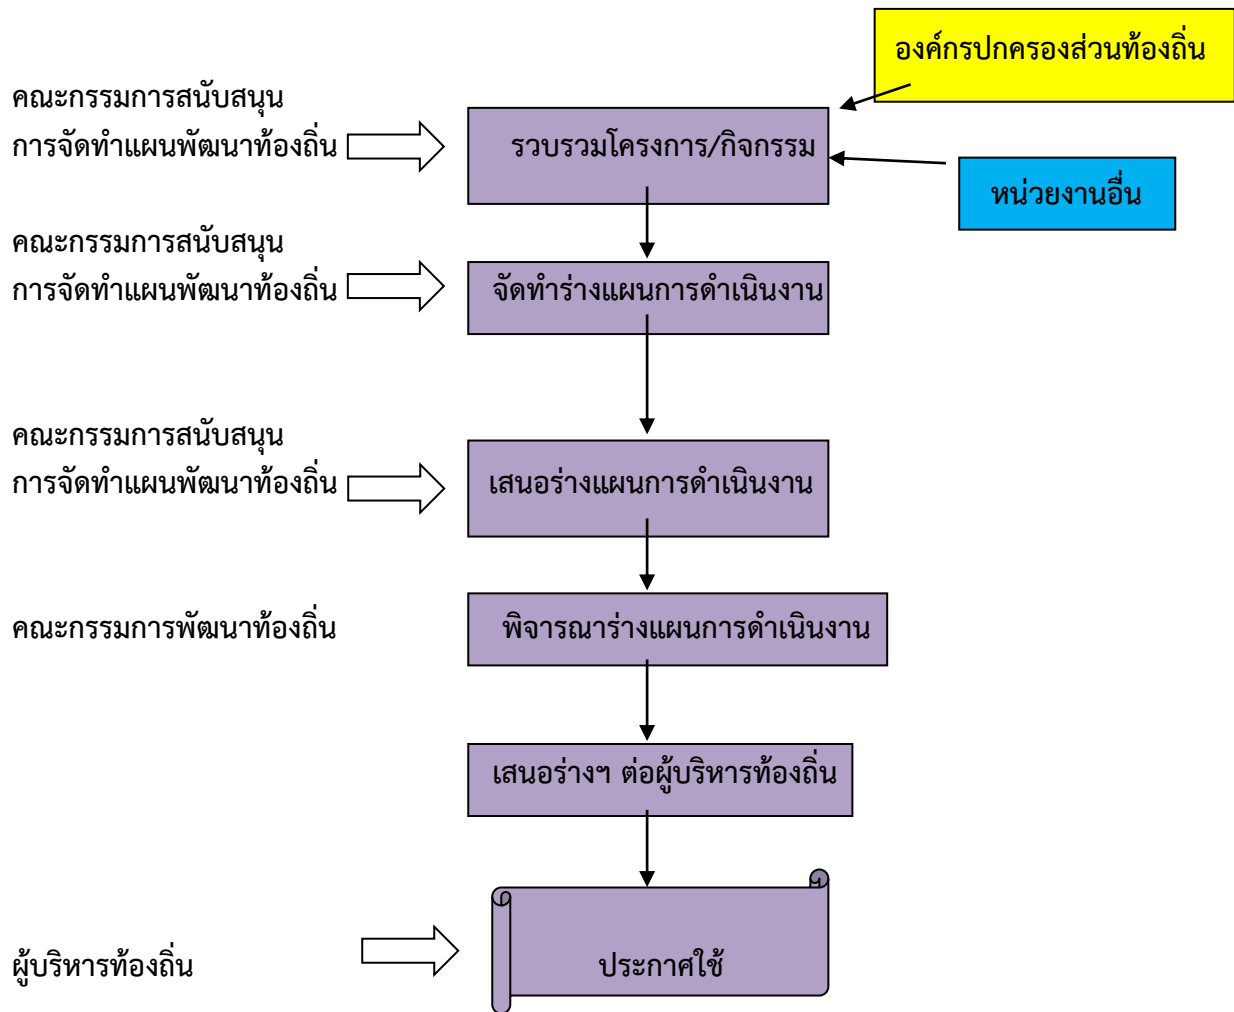 องค์กรปกครองส่วนท้องถิ่น
คณะกรรมการสนับสนุน
การจัดทำแผนพัฒนาท้องถิ่น
รวบรวมโครงการ/กิจกรรม
หน่วยงานอื่น
คณะกรรมการสนับสนุน
การจัดทำแผนพัฒนาท้องถิ่น
จัดทำร่างแผนการดำเนินงาน
คณะกรรมการสนับสนุน
การจัดทำแผนพัฒนาท้องถิ่น
เสนอร่างแผนการดำเนินงาน
คณะกรรมการพัฒนาท้องถิ่น
พิจารณาร่างแผนการดำเนินงาน
เสนอร่างฯ ต่อผู้บริหารท้องถิ่น
ผู้บริหารท้องถิ่น
ประกาศใช้